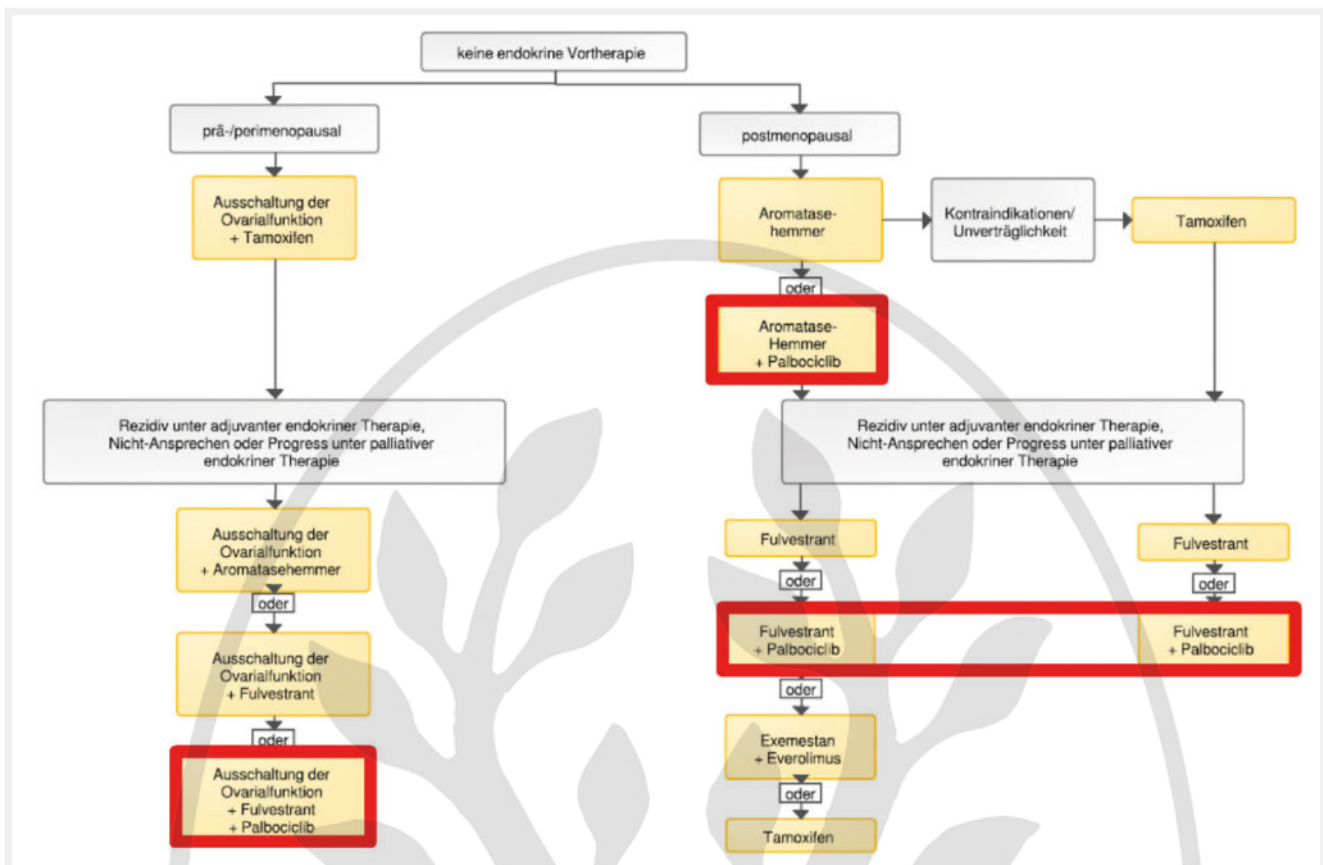 keine endokrine Vortherapie
prä-/perimenopausal
postmenopausal
Ausschaltung der
Ovarialfunktion
+ Tamoxifen
Aromatase-
hemmer
Kontraindikationen/
Unverträglichkeit
Tamoxifen
oder
Aromatase-
Hemmer
+ Palbociclib
Rezidiv unter adjuvanter endokriner Therapie,
Nicht-Ansprechen oder Progress unter palliativer
endokriner Therapie
Rezidiv unter adjuvanter endokriner Therapie,
Nicht-Ansprechen oder Progress unter palliativer
endokriner Therapie
Ausschaltung der
Ovarialfunktion
+ Aromatasehemmer
oder
Ausschaltung der
Ovarialfunktion
+ Fulvestrant
oder
Ausschaltung der
Ovarialfunktion
+ Fulvestrant
+ Palbociclib
Fulvestrant
oder
Fulvestrant
+ Palbociclib
oder
Exemestan
+ Everolimus
oder
Tamoxifen
Fulvestrant
oder
Fulvestrant
+ Palbociclib